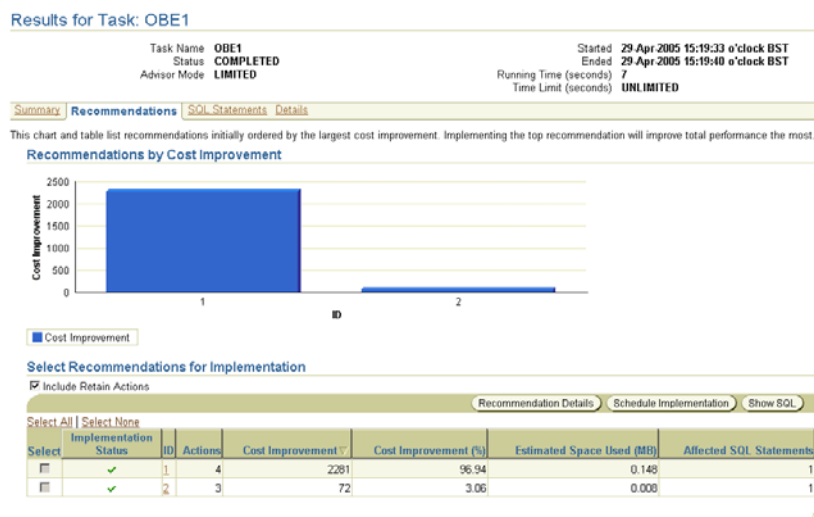 Results for Task: OBE1
Task Name OBE1 Started 29-Apr-2005 15:19:33 o'clock BST
Status COMPLETED Ended 29-Apr-2005 15:19:40 o'clock BST
Advisor Mode LIMITED Running Time (seconds) 7
Time Limit (seconds) UNLIMITED
Summary Recommendations SQL Statements Details
This chart and table list recommendations initially ordered by the largest cost improvement. Implementing the top recommendation will improve total performance the most.
Recommendations by Cost Improvement
Cost Improvement
2500
2000
1500
1000
500
0
1 2
ID
Cost Improvement
Select Recommendations for Implementation
Include Retain Actions
Recommendation Details Schedule Implementation Show SQL
Select All | Select None
Select Implementation Status ID Actions Cost Improvement Cost Improvement (%) Estimated Space Used (MB) Affected SQL Statements
1 4 2281 96.94 0.148 1
2 3 72 3.06 0.008 1